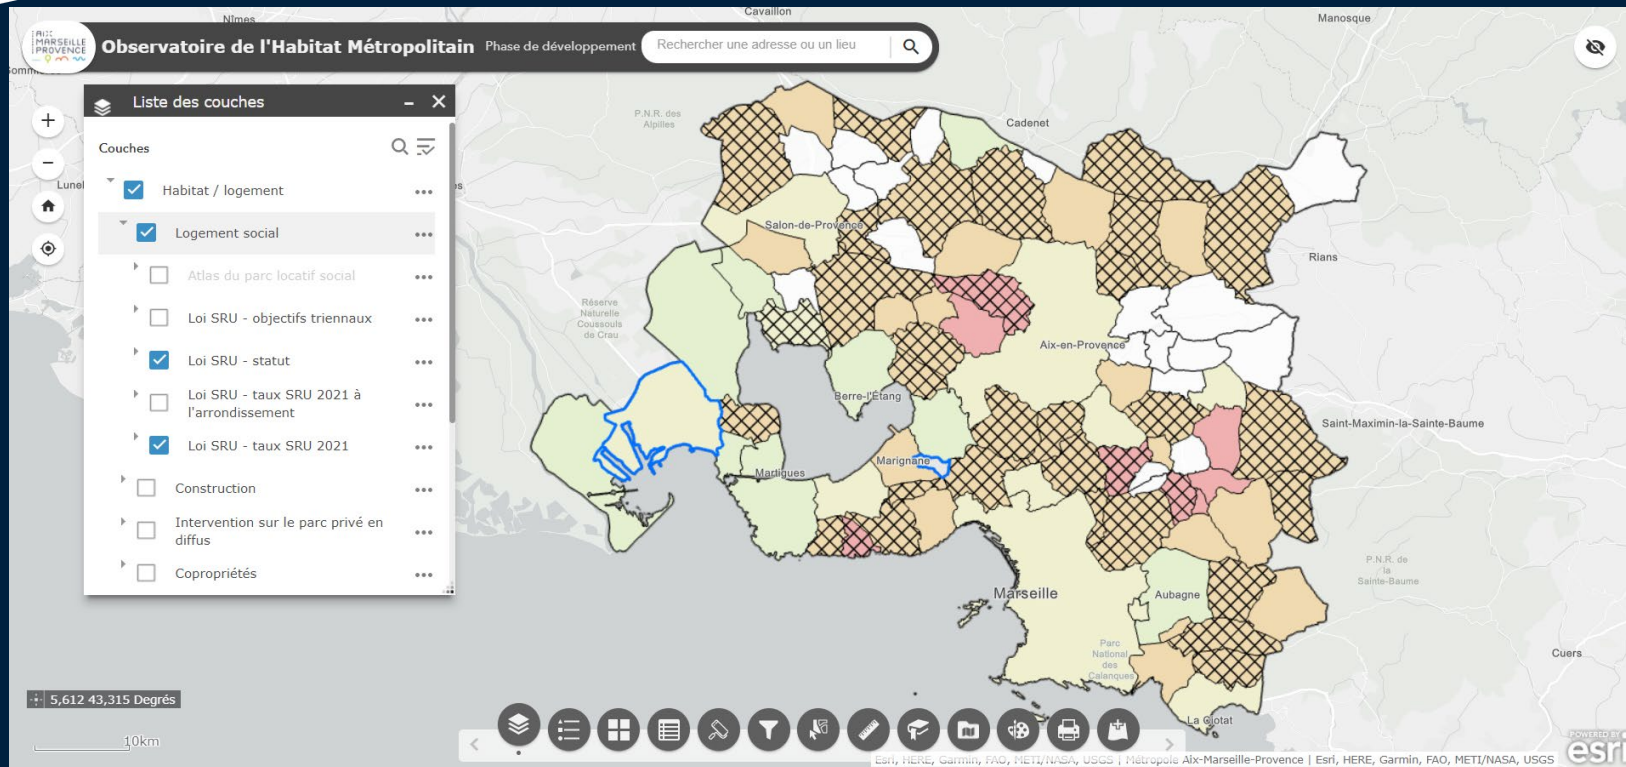 Nîmes
Cavaillon
Manosque
AIX
MARSEILLE
PROVENCE
Observatoire de l'Habitat Métropolitain
Phase de développement
Rechercher une adresse ou un lieu
Liste des couches
Couches
Habitat / logement
Logement social
Atlas du parc locatif social
Loi SRU - objectifs triennaux
Loi SRU - statut
Loi SRU - taux SRU 2021 à
l'arrondissement
Loi SRU - taux SRU 2021
Construction
Intervention sur le parc privé en
diffus
Copropriétés
Lunel
P.N.R. des
Alpilles
Cadenet
Salon-de-Provence
Rians
Réserve
Naturelle
Coussouls
de Crau
Aix-en-Provence
Berre-l'Étang
Saint-Maximin-la-Sainte-Baume
Marignane
Martigues
P.N.R. de
la
Sainte-Baume
Marseille
Aubagne
Parc
National
des
Calanques
Cuers
La Ciotat
5,612 43,315 Degrés
10km
Esri, HERE, Garmin, FAO, METI/NASA, USGS | Métropole Aix-Marseille-Provence | Esri, HERE, Garmin, FAO, METI/NASA, USGS
POWERED BY
esri